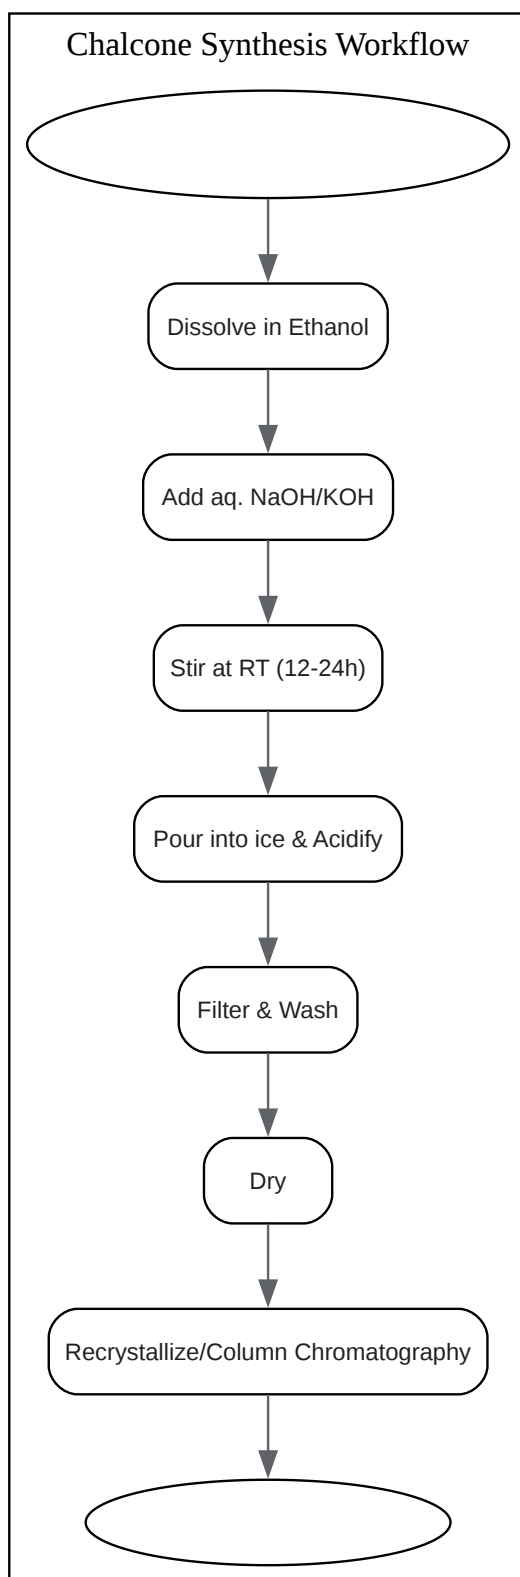 Chalcone Synthesis Workflow
Dissolve in Ethanol
Add aq. NaOH/KOH
Stir at RT (12-24h)
Pour into ice & Acidify
Filter & Wash
Dry
Recrystallize/Column Chromatography